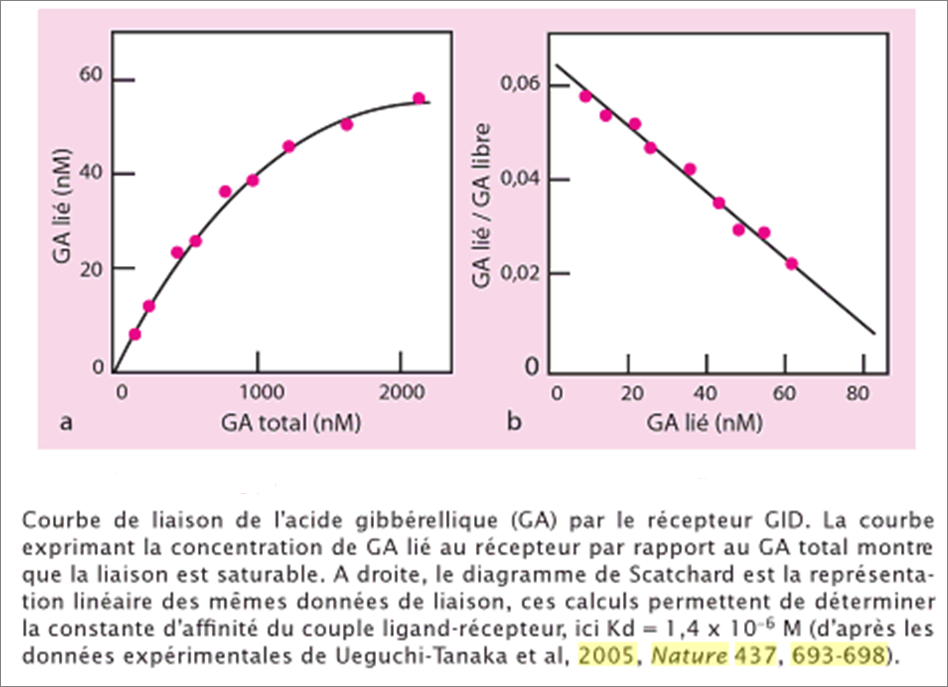 60
40
20
0
GA lié (nM)
0
1000
2000
GA total (nM)
a
0,06
0,04
0,02
0
GA lié / GA libre
0
20
40
60
80
GA lié (nM)
b
Courbe de liaison de l'acide gibbérellique (GA) par le récepteur GID. La courbe
exprimant la concentration de GA lié au récepteur par rapport au GA total montre
que la liaison est saturable. A droite, le diagramme de Scatchard est la représenta-
tion linéaire des mêmes données de liaison, ces calculs permettent de déterminer
la constante d'affinité du couple ligand-récepteur, ici Kd = 1,4 x 10⁻⁶ M (d'après les
données expérimentales de Ueguchi-Tanaka et al, 2005, Nature 437, 693-698).